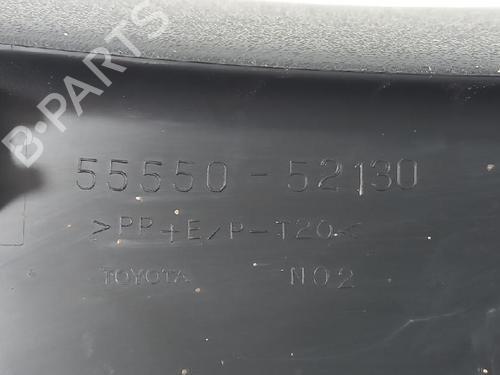 B-PARTS
55550-52130
>PP+E/P-T20<
TOYOTA N02